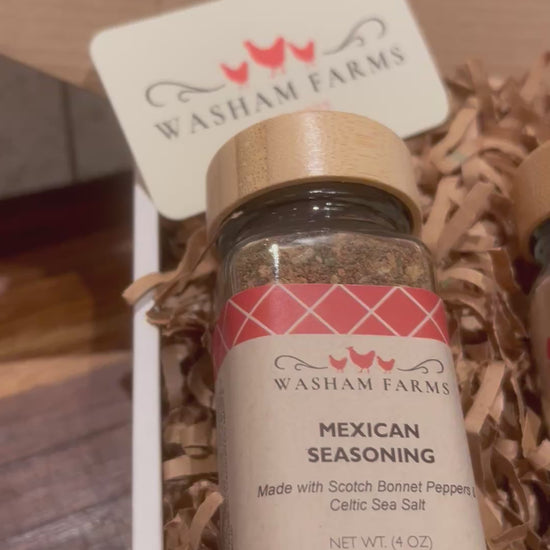 WASHAM FARMS
WASHAM FARMS
MEXICAN
SEASONING
Made with Scotch Bonnet Peppers
Celtic Sea Salt
NET WT. (4 OZ)